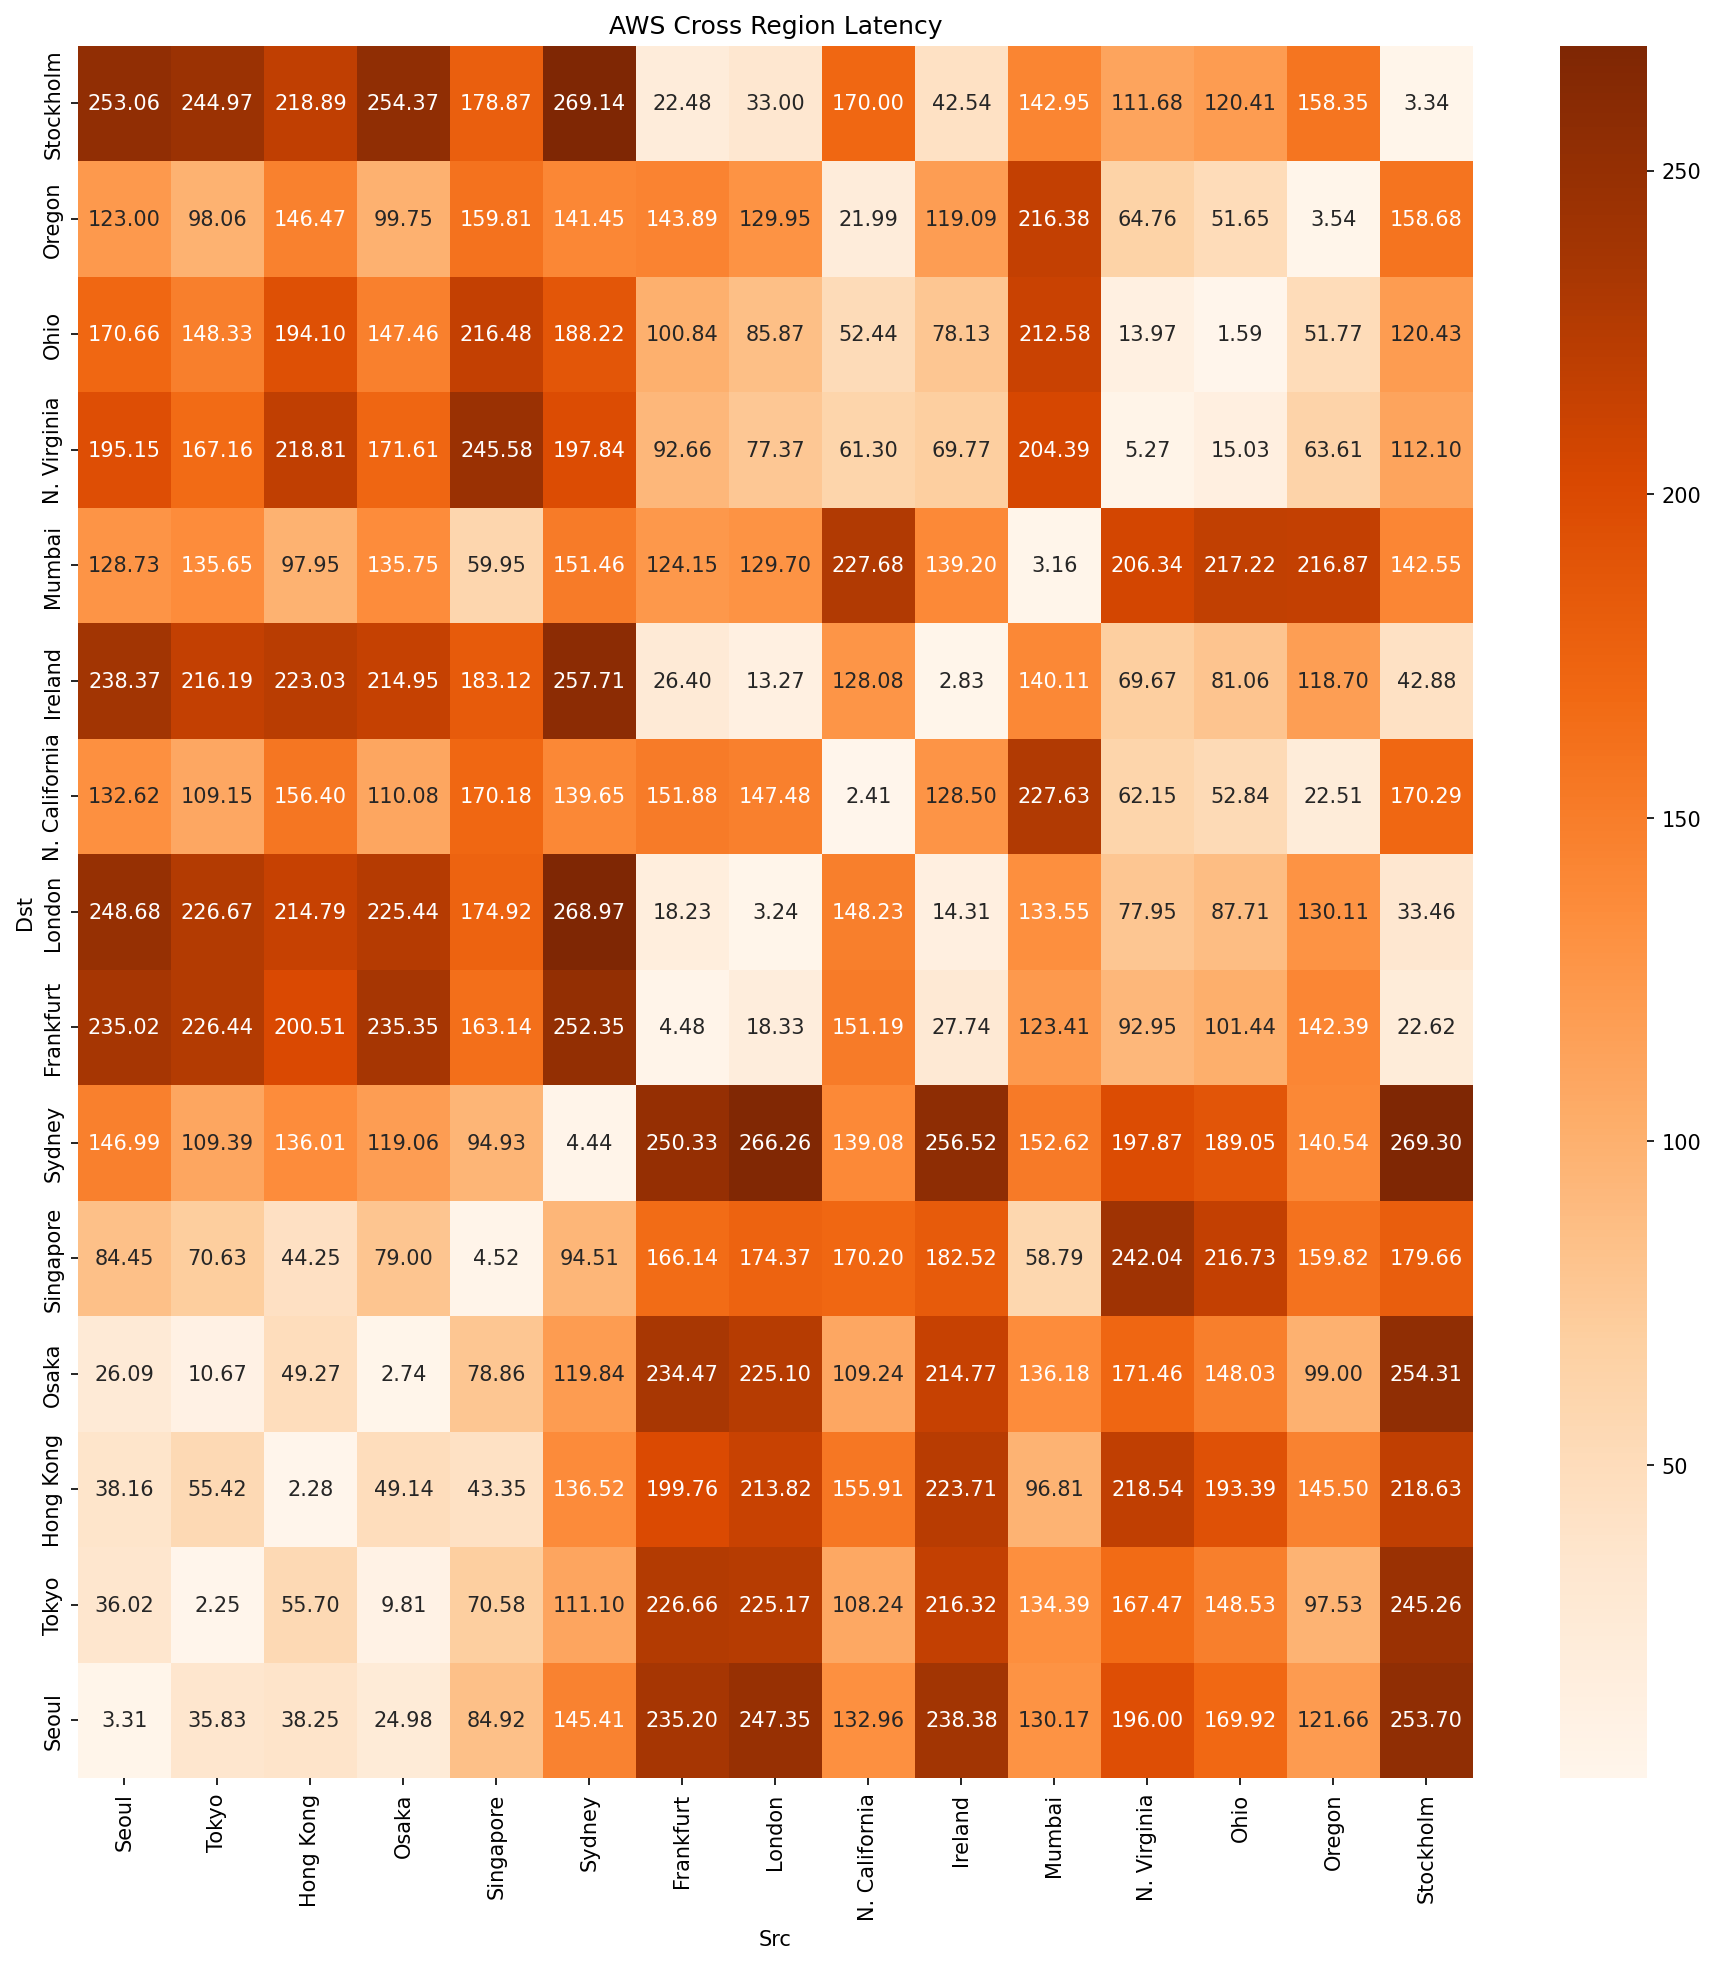 AWS Cross Region Latency
Stockholm 253.06 244.97 218.89 254.37 178.87 269.14 22.48 33.00 170.00 42.54 142.95 111.68 120.41 158.35 3.34
250
Oregon 123.00 98.06 146.47 99.75 159.81 141.45 143.89 129.95 21.99 119.09 216.38 64.76 51.65 3.54 158.68
Ohio 170.66 148.33 194.10 147.46 216.48 188.22 100.84 85.87 52.44 78.13 212.58 13.97 1.59 51.77 120.43
N. Virginia 195.15 167.16 218.81 171.61 245.58 197.84 92.66 77.37 61.30 69.77 204.39 5.27 15.03 63.61 112.10
200
Mumbai 128.73 135.65 97.95 135.75 59.95 151.46 124.15 129.70 227.68 139.20 3.16 206.34 217.22 216.87 142.55
Ireland 238.37 216.19 223.03 214.95 183.12 257.71 26.40 13.27 128.08 2.83 140.11 69.67 81.06 118.70 42.88
N. California 132.62 109.15 156.40 110.08 170.18 139.65 151.88 147.48 2.41 128.50 227.63 62.15 52.84 22.51 170.29
150
Dst
London 248.68 226.67 214.79 225.44 174.92 268.97 18.23 3.24 148.23 14.31 133.55 77.95 87.71 130.11 33.46
Frankfurt 235.02 226.44 200.51 235.35 163.14 252.35 4.48 18.33 151.19 27.74 123.41 92.95 101.44 142.39 22.62
Sydney 146.99 109.39 136.01 119.06 94.93 4.44 250.33 266.26 139.08 256.52 152.62 197.87 189.05 140.54 269.30
100
Singapore 84.45 70.63 44.25 79.00 4.52 94.51 166.14 174.37 170.20 182.52 58.79 242.04 216.73 159.82 179.66
Osaka 26.09 10.67 49.27 2.74 78.86 119.84 234.47 225.10 109.24 214.77 136.18 171.46 148.03 99.00 254.31
50
Hong Kong 38.16 55.42 2.28 49.14 43.35 136.52 199.76 213.82 155.91 223.71 96.81 218.54 193.39 145.50 218.63
Tokyo 36.02 2.25 55.70 9.81 70.58 111.10 226.66 225.17 108.24 216.32 134.39 167.47 148.53 97.53 245.26
Seoul 3.31 35.83 38.25 24.98 84.92 145.41 235.20 247.35 132.96 238.38 130.17 196.00 169.92 121.66 253.70
Seoul Tokyo Hong Kong Osaka Singapore Sydney Frankfurt London N. California Ireland Mumbai N. Virginia Ohio Oregon Stockholm
Src